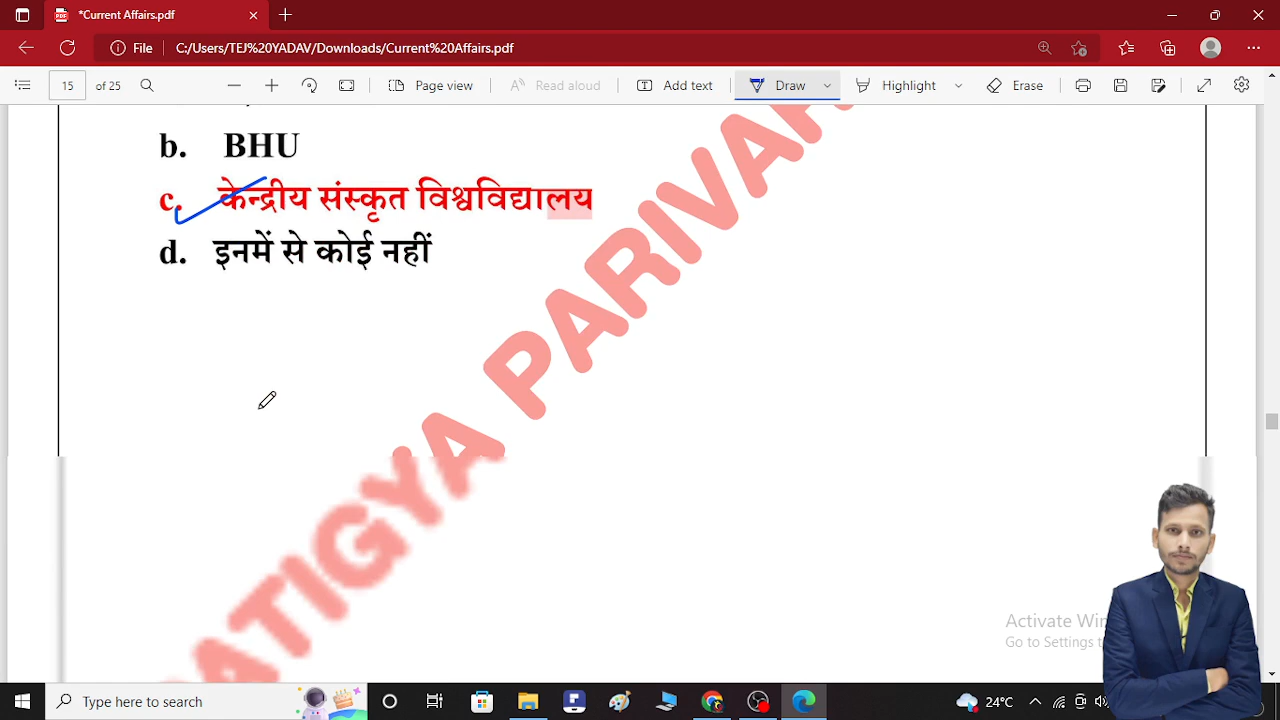 *Current Affairs.pdf
File
C:/Users/TEJ%20YADAV/Downloads/Current%20Affairs.pdf
15 of 25
Page view
Read aloud
Add text
Draw
Highlight
Erase
b. BHU
c. केन्द्रीय संस्कृत विश्वविद्यालय
d. इनमें से कोई नहीं
ATIGYA PARIVAR
Activate Win
Go to Settings t
Type here to search
24°C